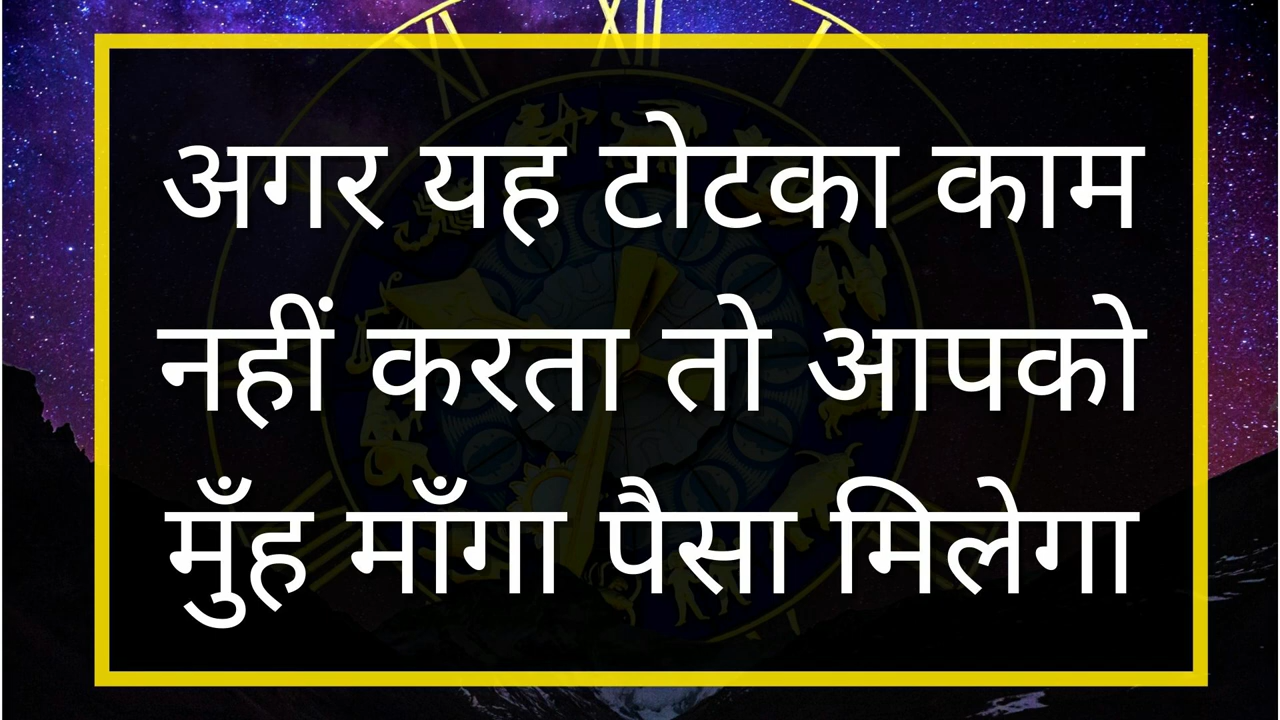 अगर यह टोटका काम
नहीं करता तो आपको
मुँह माँगा पैसा मिलेगा